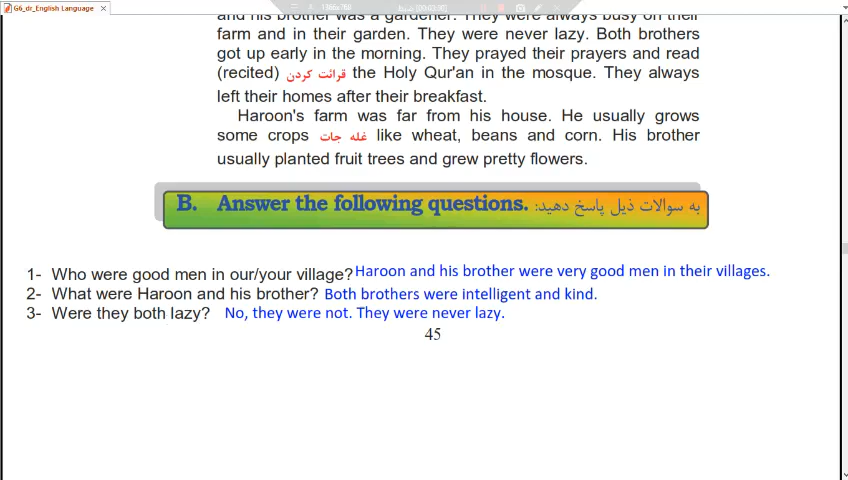 G6_dr_English Language
and his brother was a gardener. They were always busy on their
farm and in their garden. They were never lazy. Both brothers
got up early in the morning. They prayed their prayers and read
(recited) قرائت کردن the Holy Qur'an in the mosque. They always
left their homes after their breakfast.
Haroon's farm was far from his house. He usually grows
some crops غله جات like wheat, beans and corn. His brother
usually planted fruit trees and grew pretty flowers.
B. Answer the following questions. به سوالات ذیل پاسخ دهید:
1- Who were good men in our/your village? Haroon and his brother were very good men in their villages.
2- What were Haroon and his brother? Both brothers were intelligent and kind.
3- Were they both lazy? No, they were not. They were never lazy.
45